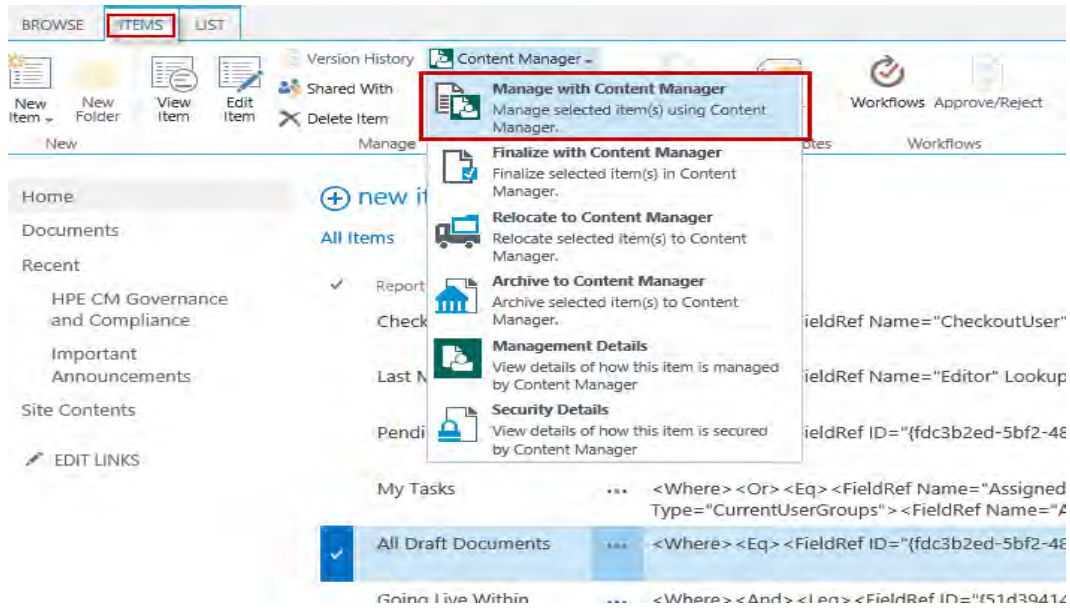 BROWSE ITEMS LIST
New Item
New Folder
View Item
Edit Item
Version History
Shared With
Delete Item
Content Manager
Workflows Approve/Reject
New
Manage
Workflows
Manage with Content Manager
Manage selected item(s) using Content
Manager.
Finalize with Content Manager
Finalize selected item(s) in Content
Manager.
Relocate to Content Manager
Relocate selected item(s) to Content
Manager.
Archive to Content Manager
Archive selected item(s) to Content
Manager.
Management Details
View details of how this item is managed
by Content Manager
Security Details
View details of how this item is secured
by Content Manager
Home
Documents
Recent
HPE CM Governance
and Compliance
Important
Announcements
Site Contents
EDIT LINKS
new it
All Items
Report
Check
ieldRef Name="CheckoutUser"
Last
ieldRef Name="Editor" Lookup
Pendi
ieldRef ID="{fdc3b2ed-5bf2-48
My Tasks ... <Where><Or><Eq><FieldRef Name="Assigned
Type="CurrentUserGroups"><FieldRef Name="A
All Draft Documents ... <Where><Eq><FieldRef ID="{fdc3b2ed-5bf2-48
Going Live Within ... <Where><And><Leq><FieldRef ID="{51d39414